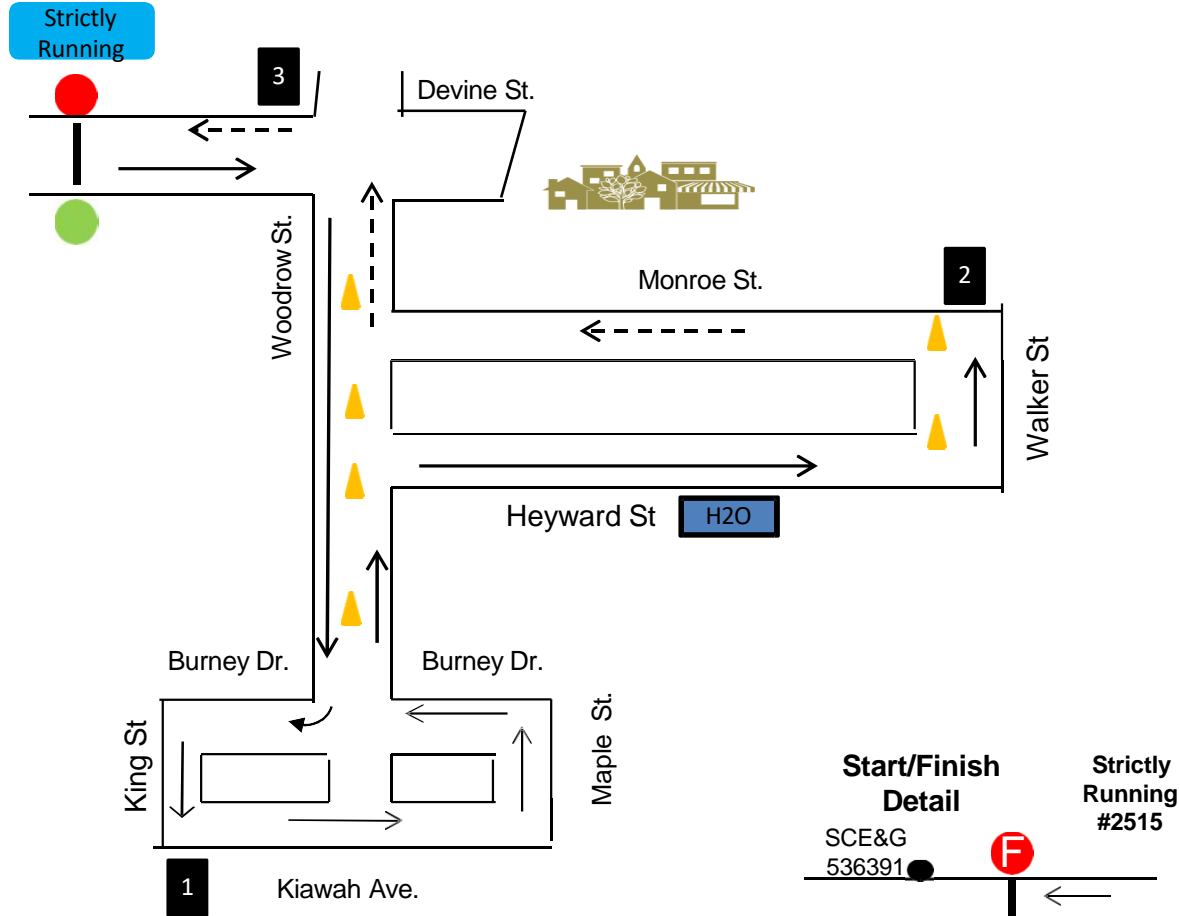 Strictly
Running
3
Devine St.
Woodrow St.
Monroe St.
2
Walker St
Heyward St
H2O
Burney Dr.
Burney Dr.
King St
Maple St.
Start/Finish
Detail
Strictly
Running
#2515
SCE&G
536391
F
1
Kiawah Ave.